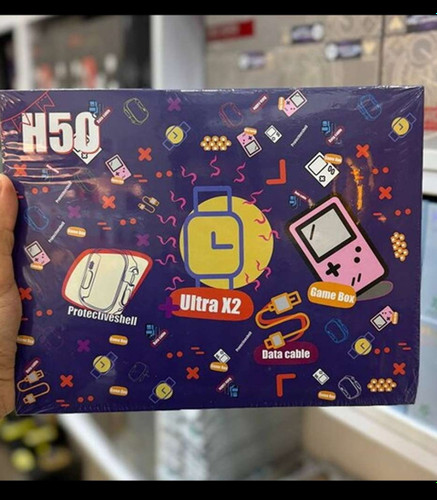 H50
Protectiveshell
Ultra X2
Game Box
Data cable